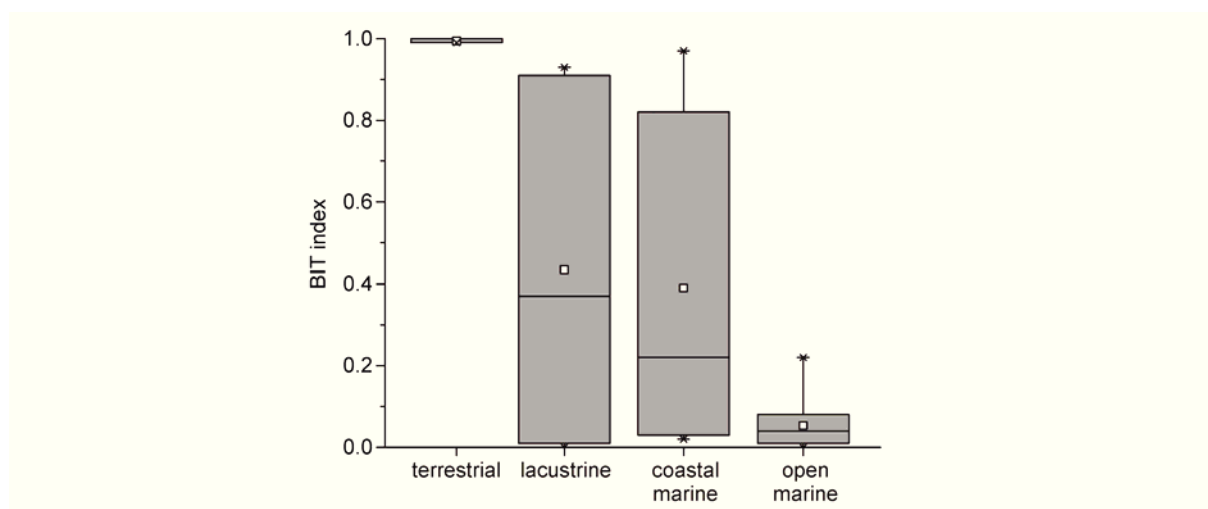 BIT index
1.0
0.8
0.6
0.4
0.2
0.0
terrestrial
lacustrine
coastal
marine
open
marine